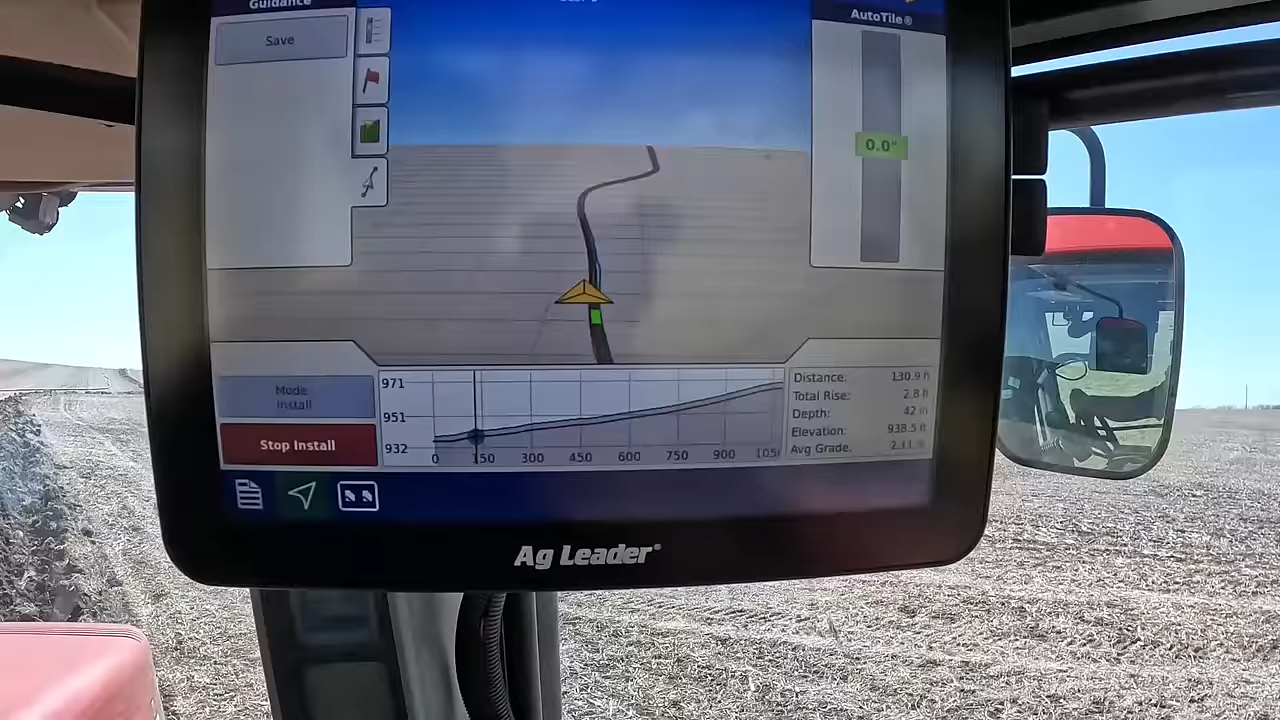 Guidance
AutoTile®
Save
0.0"
Mode
Install
Stop Install
971
951
932
0 150 300 450 600 750 900
Distance: 130.9 ft
Total Rise: 2.8 ft
Depth: 42 in
Elevation: 938.5 ft
Avg Grade:
Ag Leader®